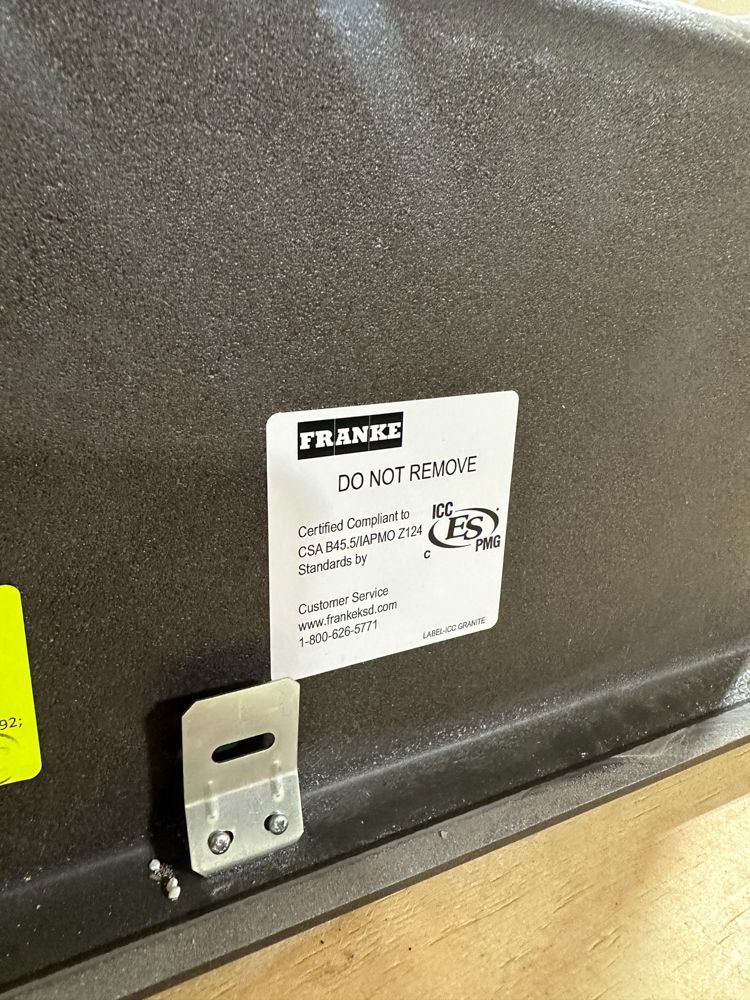 FRANKE
DO NOT REMOVE
Certified Compliant to
CSA B45.5/IAPMO Z124
Standards by
ICC
ES
PMG
C
Customer Service
www.frankeksd.com
1-800-626-5771
LABEL-ICC GRANITE
92;